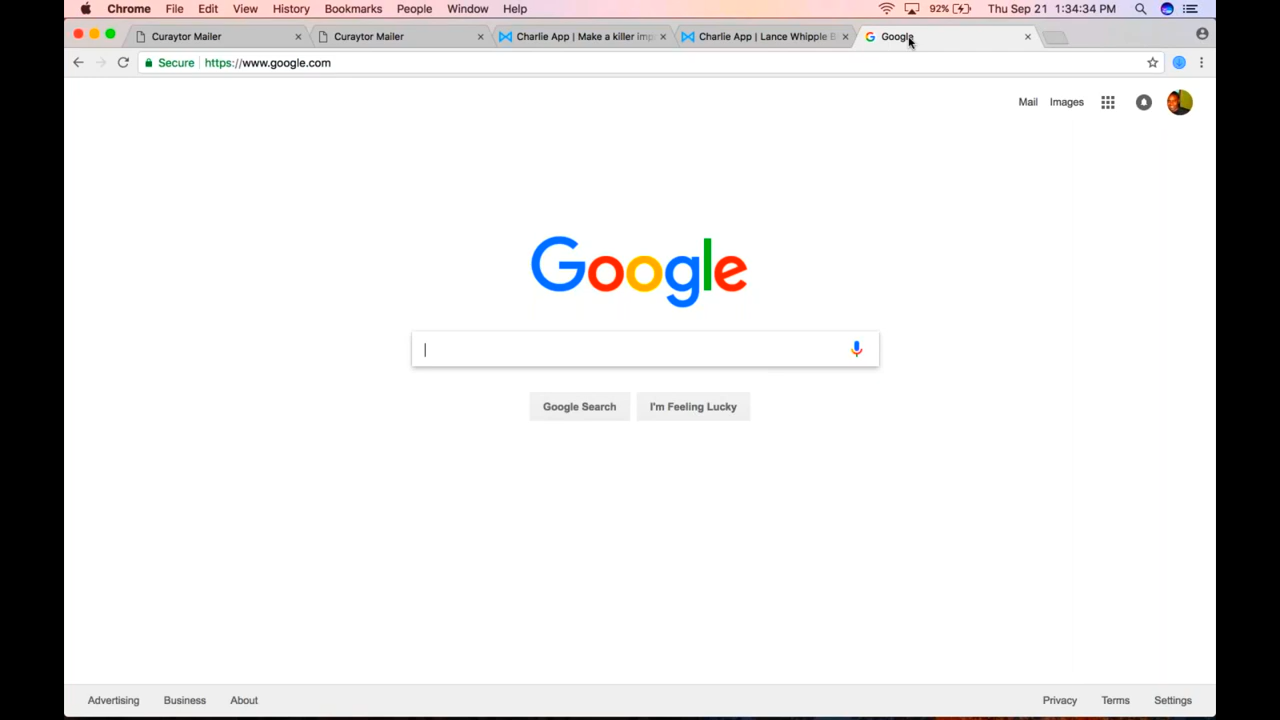 Chrome File Edit View History Bookmarks People Window Help 92% Thu Sep 21 1:34:34 PM
Curaytor Mailer Curaytor Mailer Charlie App | Make a killer imp Charlie App | Lance Whipple B Google
Secure https://www.google.com
Mail Images
Google
Google Search I'm Feeling Lucky
Advertising Business About Privacy Terms Settings